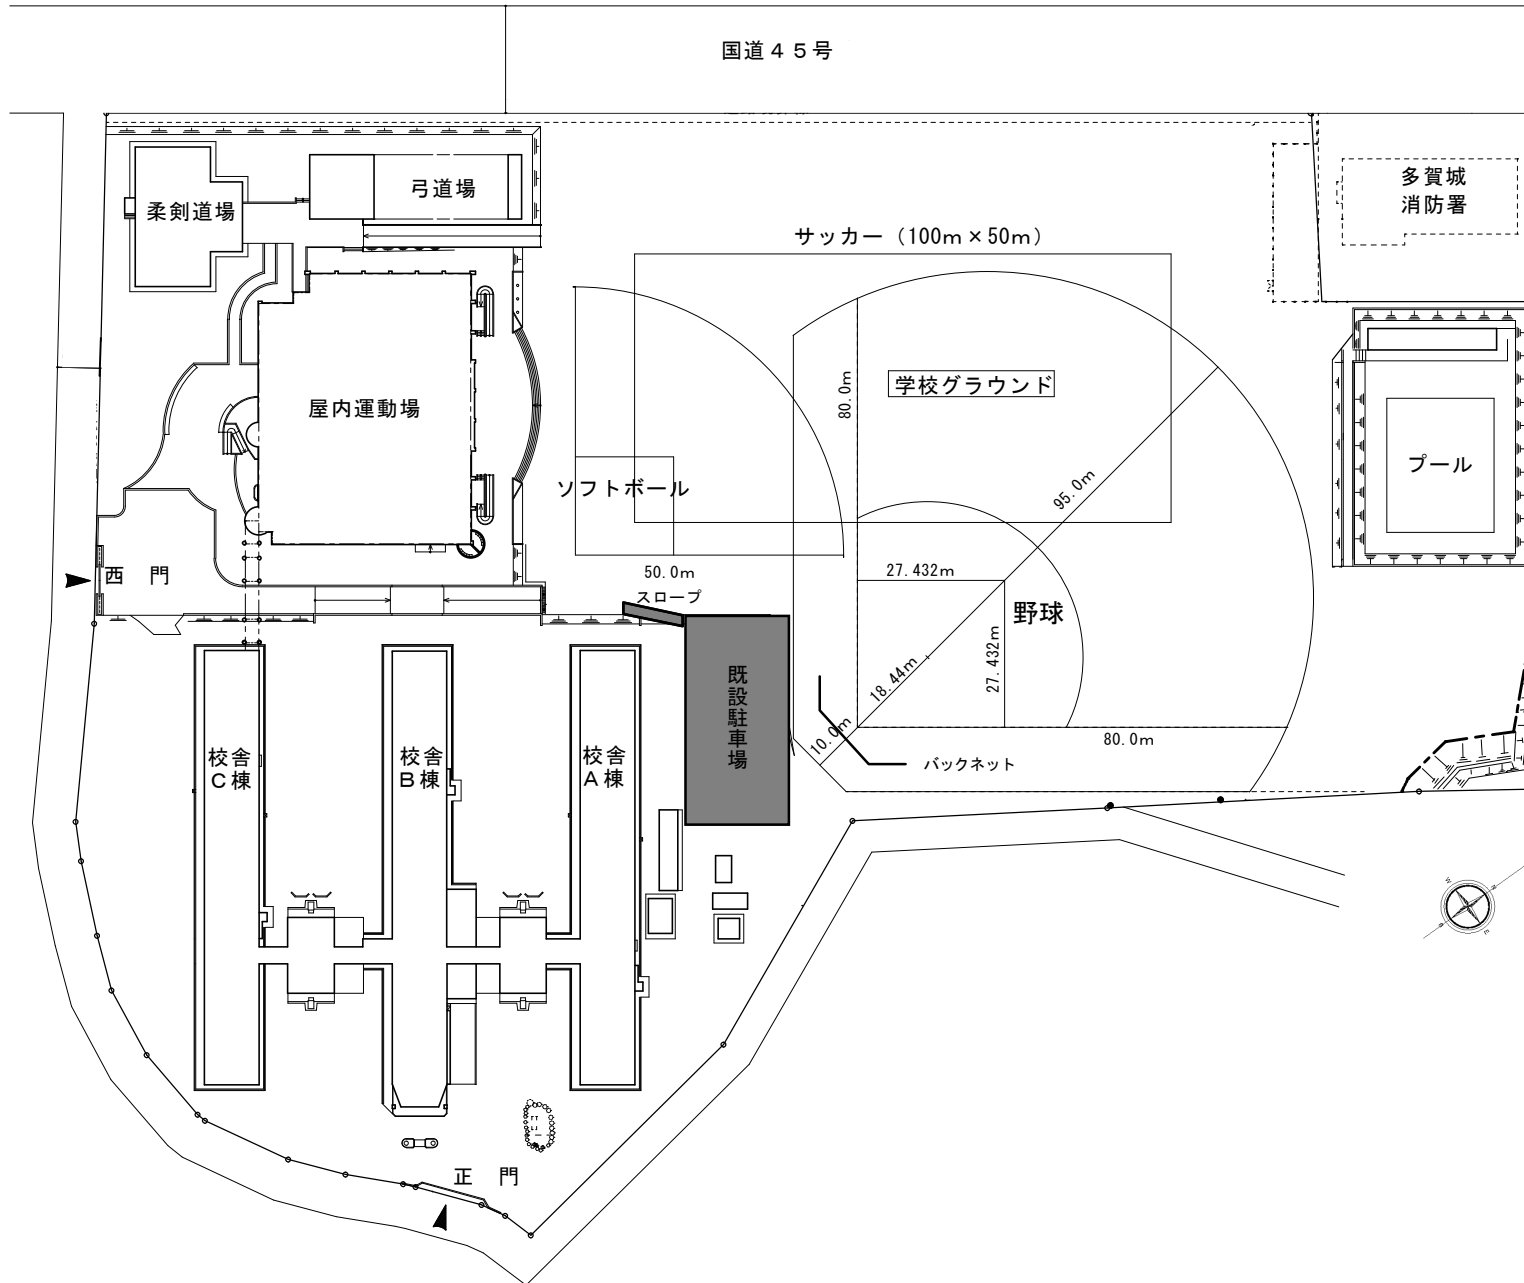 国道４５号
多賀城
消防署
弓道場
柔剣道場
サッカー（100m×50m）
学校グラウンド
80.0m
屋内運動場
プール
ソフトボール
95.0m
50.0m
27.432m
西　門
スロープ
野球
27.432m
18.44m
既設駐車場
10.0m
80.0m
バックネット
校舎
Ｃ棟
校舎
Ｂ棟
校舎
Ａ棟
正　門